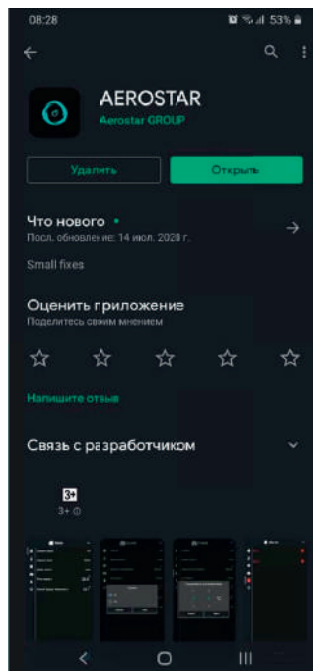 08:28
53%
AEROSTAR
Aerostar GROUP
Удалить
Открыть
Что нового
Посл. обновление: 14 июл. 2020 г.
Small fixes
Оценить приложение
Поделитесь своим мнением
Напишите отзыв
Связь с разработчиком
3+
3+